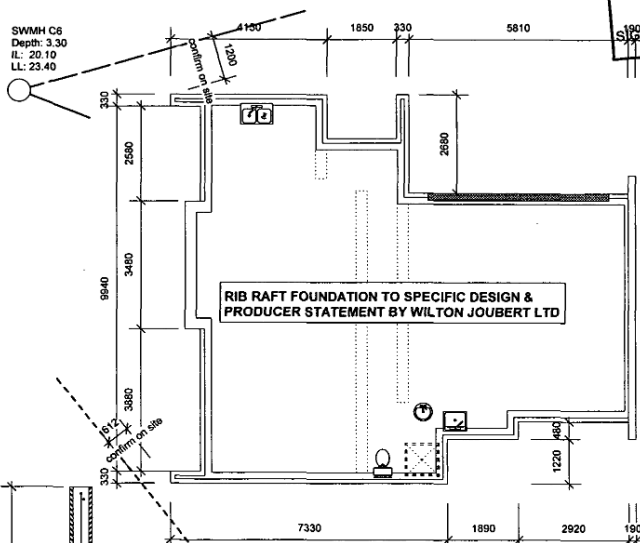 SWMH C6
Depth: 3.30
IL: 20.10
LL: 23.40
4130
1850
330
5810
190
confirm on site
1200
330
2580
2680
3480
9940
RIB RAFT FOUNDATION TO SPECIFIC DESIGN &
PRODUCER STATEMENT BY WILTON JOUBERT LTD
3880
612
confirm on site
330
480
1220
7330
1890
2920
190